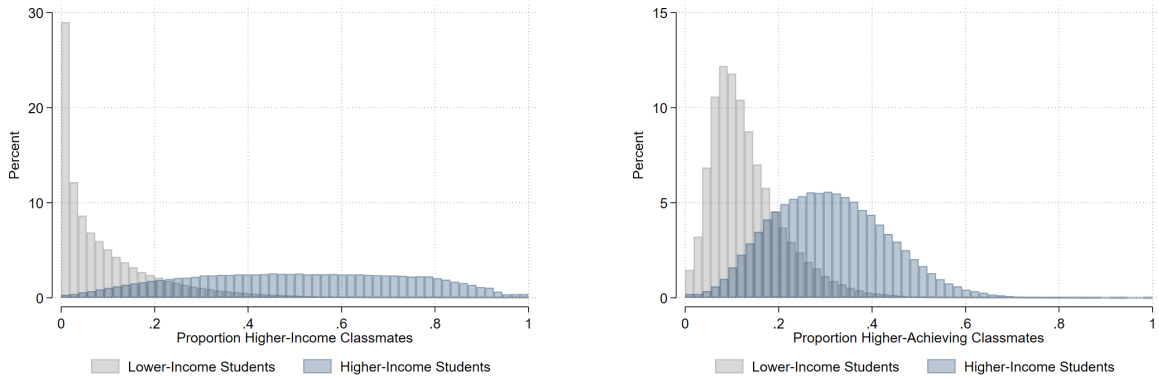 30
20
10
0
Percent
0 .2 .4 .6 .8 1
Proportion Higher-Income Classmates
Lower-Income Students Higher-Income Students
15
10
5
0
Percent
0 .2 .4 .6 .8 1
Proportion Higher-Achieving Classmates
Lower-Income Students Higher-Income Students